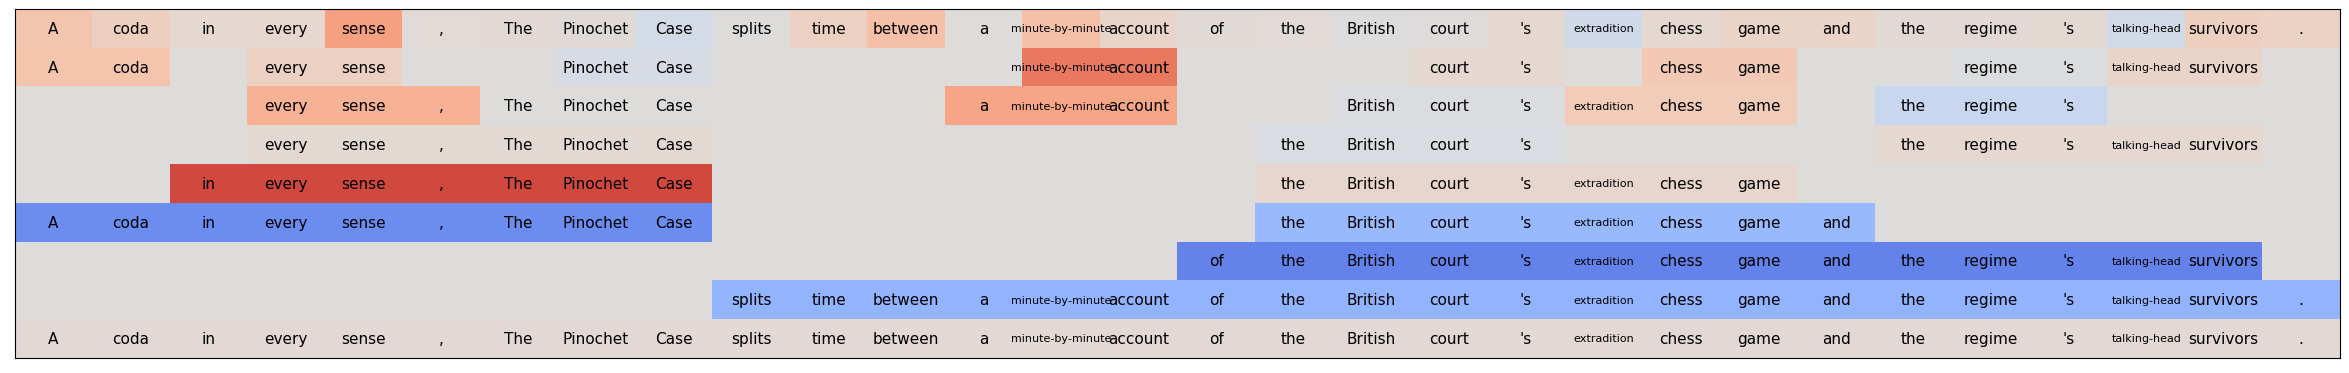 A coda in every sense , The Pinochet Case splits time between a minute-by-minute account of the British court 's extradition chess game and the regime 's talking-head survivors .
A coda every sense Pinochet Case minute-by-minute account court 's chess game regime 's talking-head survivors
every sense , The Pinochet Case a minute-by-minute account British court 's extradition chess game the regime 's
every sense , The Pinochet Case the British court 's the regime 's talking-head survivors
in every sense , The Pinochet Case the British court 's extradition chess game
A coda in every sense , The Pinochet Case the British court 's extradition chess game and
of the British court 's extradition chess game and the regime 's talking-head survivors
splits time between a minute-by-minute account of the British court 's extradition chess game and the regime 's talking-head survivors .
A coda in every sense , The Pinochet Case splits time between a minute-by-minute account of the British court 's extradition chess game and the regime 's talking-head survivors .